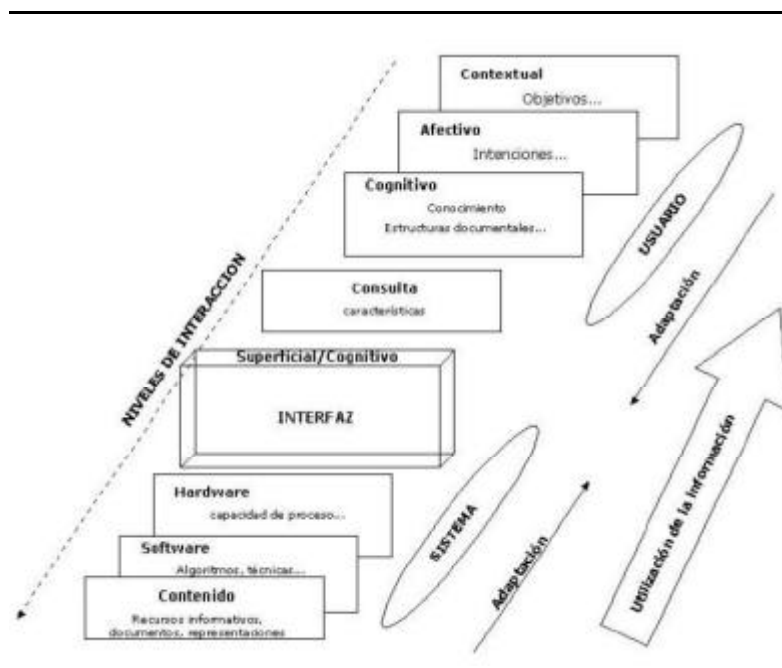 Contextual
Objetivos...
Afectivo
Intenciones...
Cognitivo
Conocimiento
Estructuras documentales...
USUARIO
Adaptación
Consulta
características
NIVELES DE INTERACCION
Superficial/Cognitivo
INTERFAZ
Hardware
capacidad de proceso...
SISTEMA
Adaptación
Utilización de la información
Software
Algoritmos, técnicas...
Contenido
Recursos informativos,
documentos, representaciones